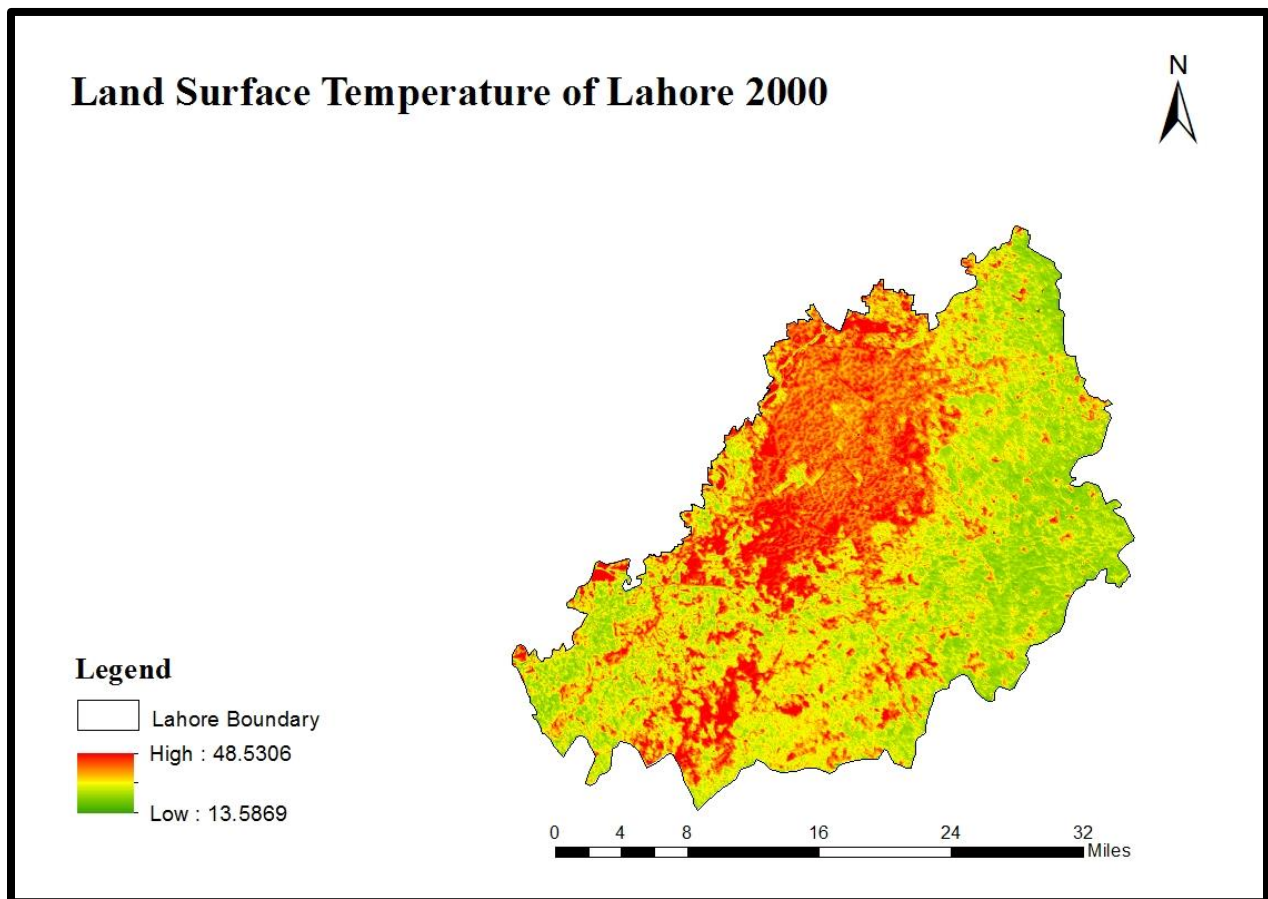 Land Surface Temperature of Lahore 2000
N
Legend
Lahore Boundary
High : 48.5306
Low : 13.5869
0 4 8 16 24 32
Miles